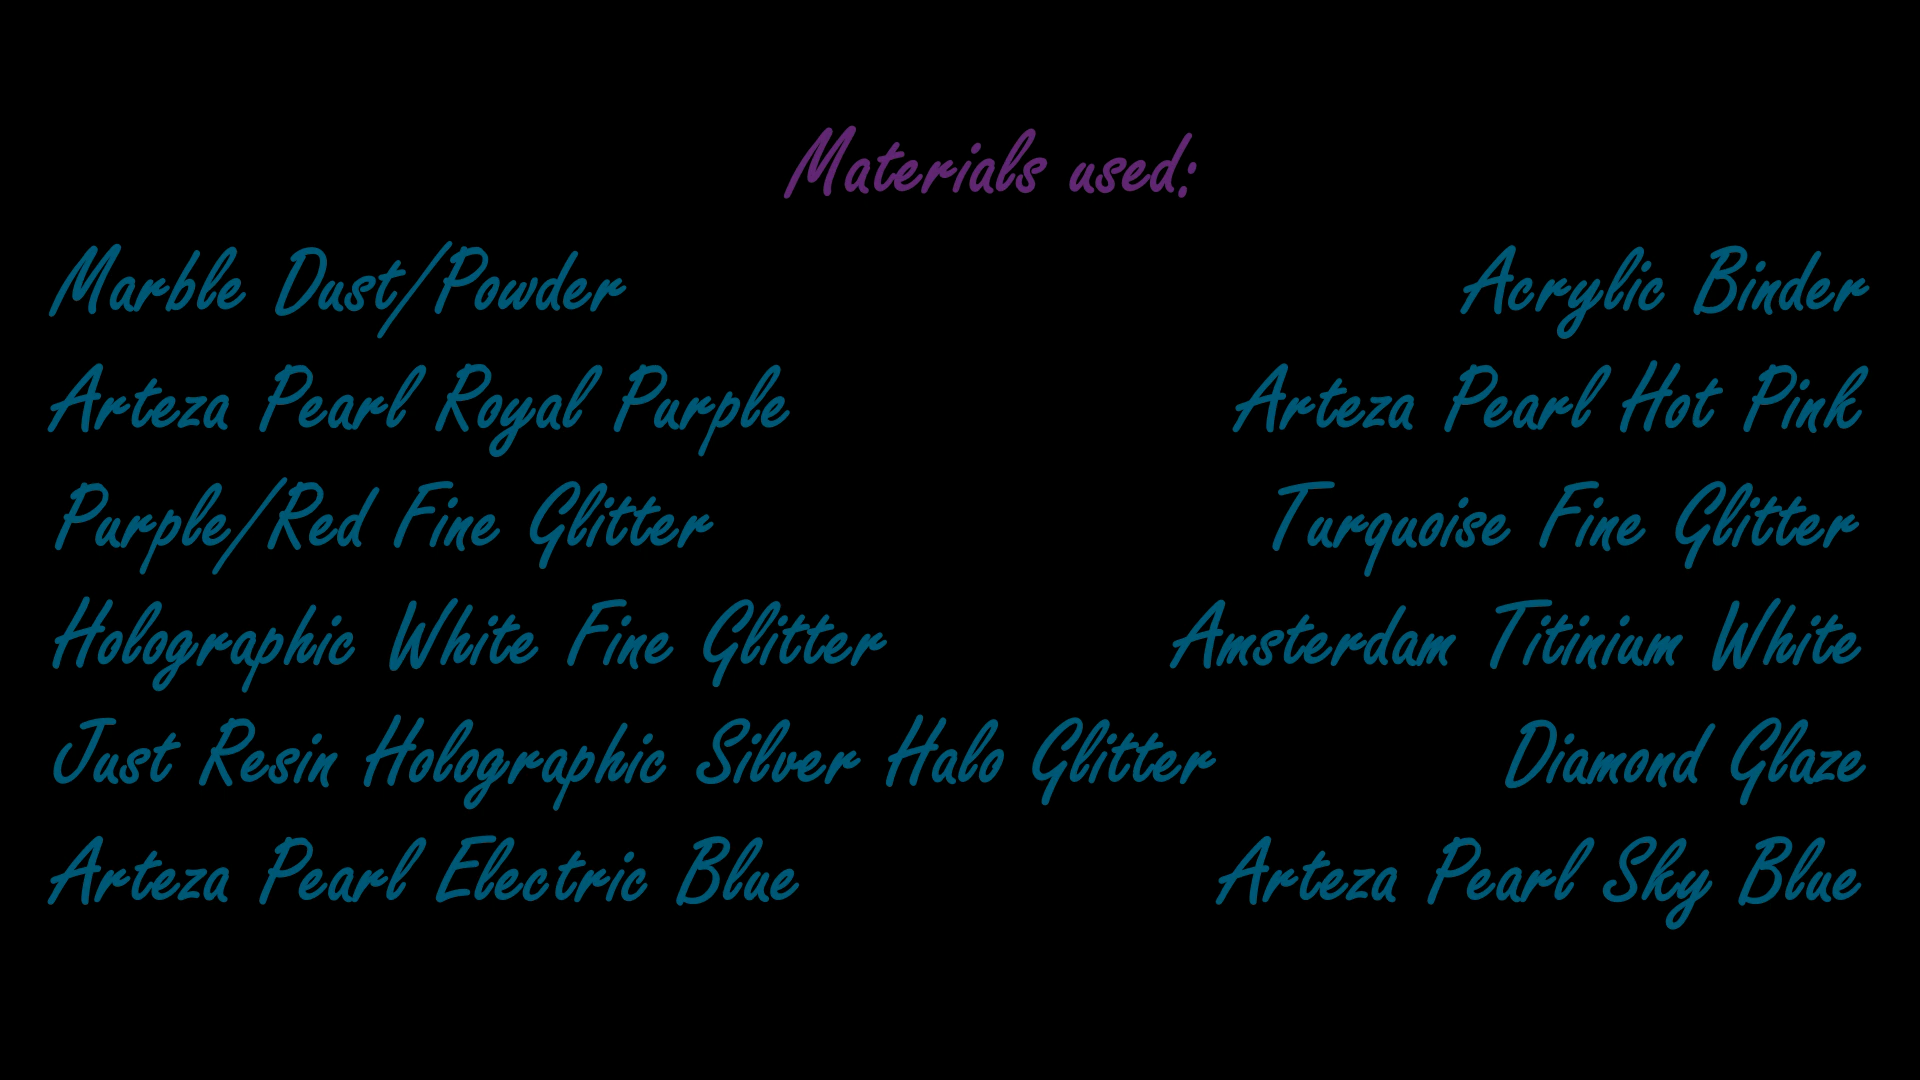 Materials used:
Marble Dust/Powder
Acrylic Binder
Arteza Pearl Royal Purple
Arteza Pearl Hot Pink
Purple/Red Fine Glitter
Turquoise Fine Glitter
Holographic White Fine Glitter
Amsterdam Titinium White
Just Resin Holographic Silver Halo Glitter
Diamond Glaze
Arteza Pearl Electric Blue
Arteza Pearl Sky Blue